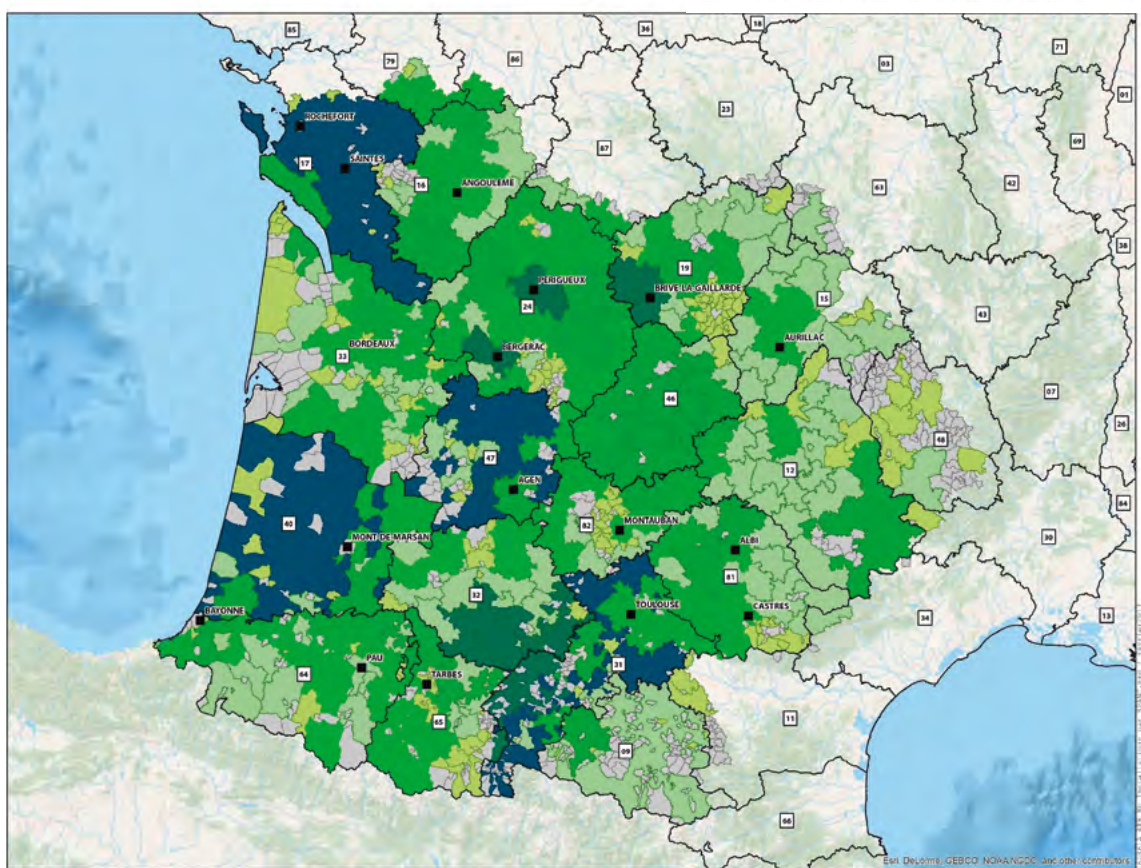 85
79
86
36
18
03
71
01
23
87
69
ROCHEFORT
17
SAINTES
16
ANGOULEME
63
42
38
19
PERIGUEUX
24
BRIVE-LA-GAILLARDE
15
43
BORDEAUX
33
BERGERAC
AURILLAC
07
26
46
48
47
12
AGEN
40
82
MONTAUBAN
84
30
MONT-DE-MARSAN
ALBI
81
32
TOULOUSE
CASTRES
34
13
BAYONNE
64
PAU
TARBES
31
65
11
09
66
Esri, DeLorme, GEBCO, NOAA NGDC, and other contributors